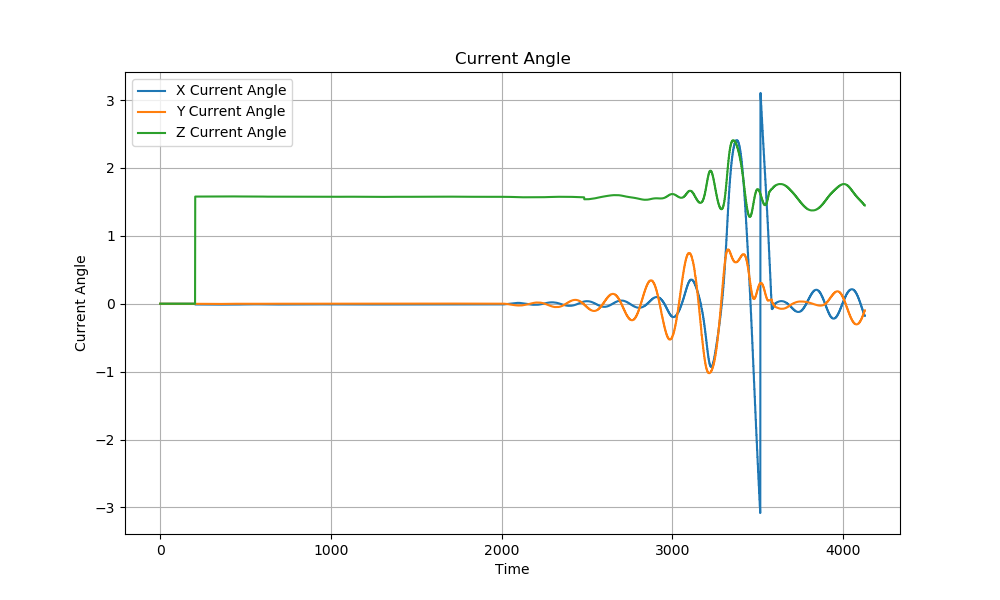 Current Angle
X Current Angle
Y Current Angle
Z Current Angle
3
2
1
0
−1
−2
−3
Current Angle
0 1000 2000 3000 4000
Time